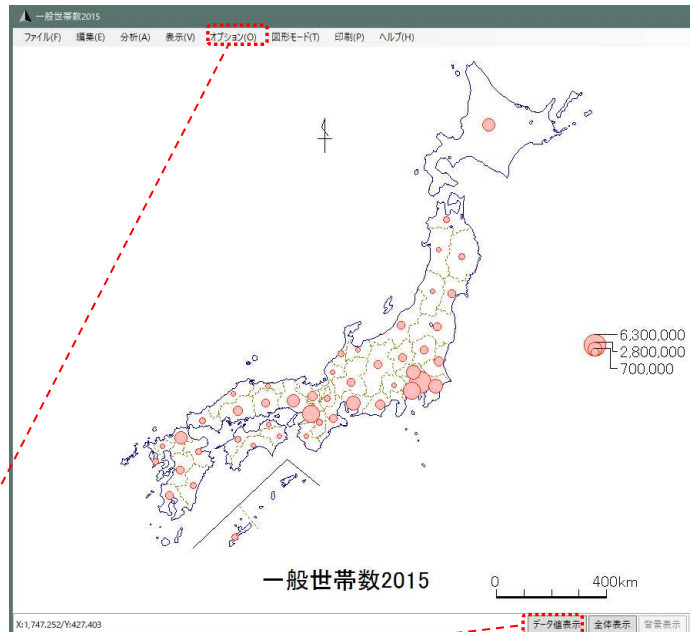 一般世帯数2015
ファイル(F) 編集(E) 分析(A) 表示(V) オプション(O) 図形モード(T) 印刷(P) ヘルプ(H)
6,300,000
2,800,000
700,000
一般世帯数2015
0 400km
X:1,747.252/Y:427.403 データ値表示 全体表示 背景表示